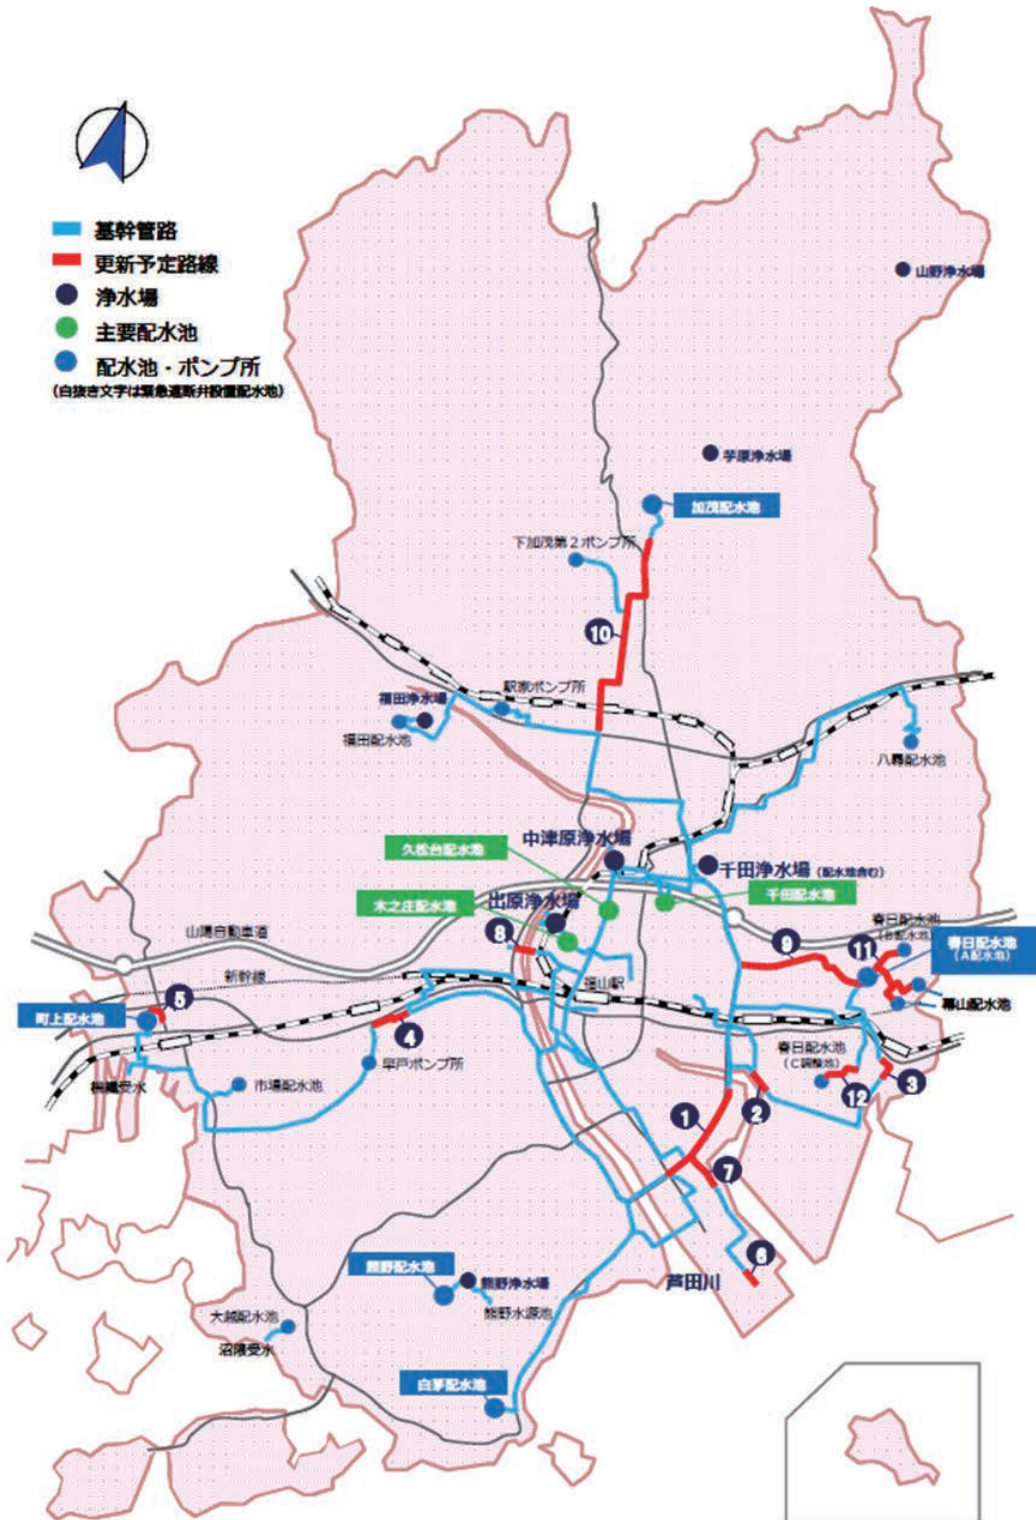 基幹管路
更新予定路線
浄水場
主要配水池
配水池・ポンプ所
(白抜き文字は緊急遮断弁設置配水池)
山野浄水場
芋原浄水場
加茂配水池
下加茂第2ポンプ所
10
駅家ポンプ所
福田浄水場
福田配水池
八尋配水池
中津原浄水場
久松台配水池
千田浄水場(配水池含む)
千田配水池
木之庄配水池
出原浄水場
春日配水池
(B配水池)
山陽自動車道
8
9
11
春日配水池
(A配水池)
新幹線
福山駅
幕山配水池
5
町上配水池
4
早戸ポンプ所
春日配水池
(C調整池)
市場配水池
12
3
1
2
7
6
芦田川
熊野配水池
熊野浄水場
熊野水源池
大越配水池
沼隈受水
白茅配水池